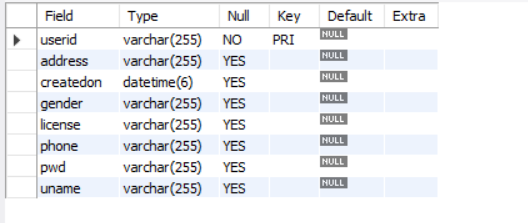 Field Type Null Key Default Extra
userid varchar(255) NO PRI NULL
address varchar(255) YES NULL
createdon datetime(6) YES NULL
gender varchar(255) YES NULL
license varchar(255) YES NULL
phone varchar(255) YES NULL
pwd varchar(255) YES NULL
uname varchar(255) YES NULL